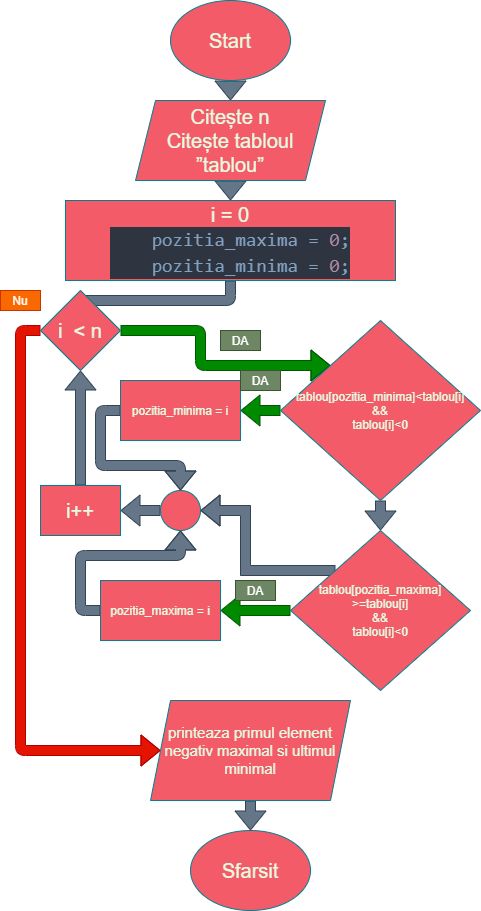 Start
Citește n
Citește tabloul
”tablou”
i = 0
pozitia_maxima = 0;
pozitia_minima = 0;
Nu
i < n
DA
tablou[pozitia_minima]<tablou[i]
&&
tablou[i]<0
DA
pozitia_minima = i
i++
tablou[pozitia_maxima]
>=tablou[i]
&&
tablou[i]<0
DA
pozitia_maxima = i
printeaza primul element
negativ maximal si ultimul
minimal
Sfarsit